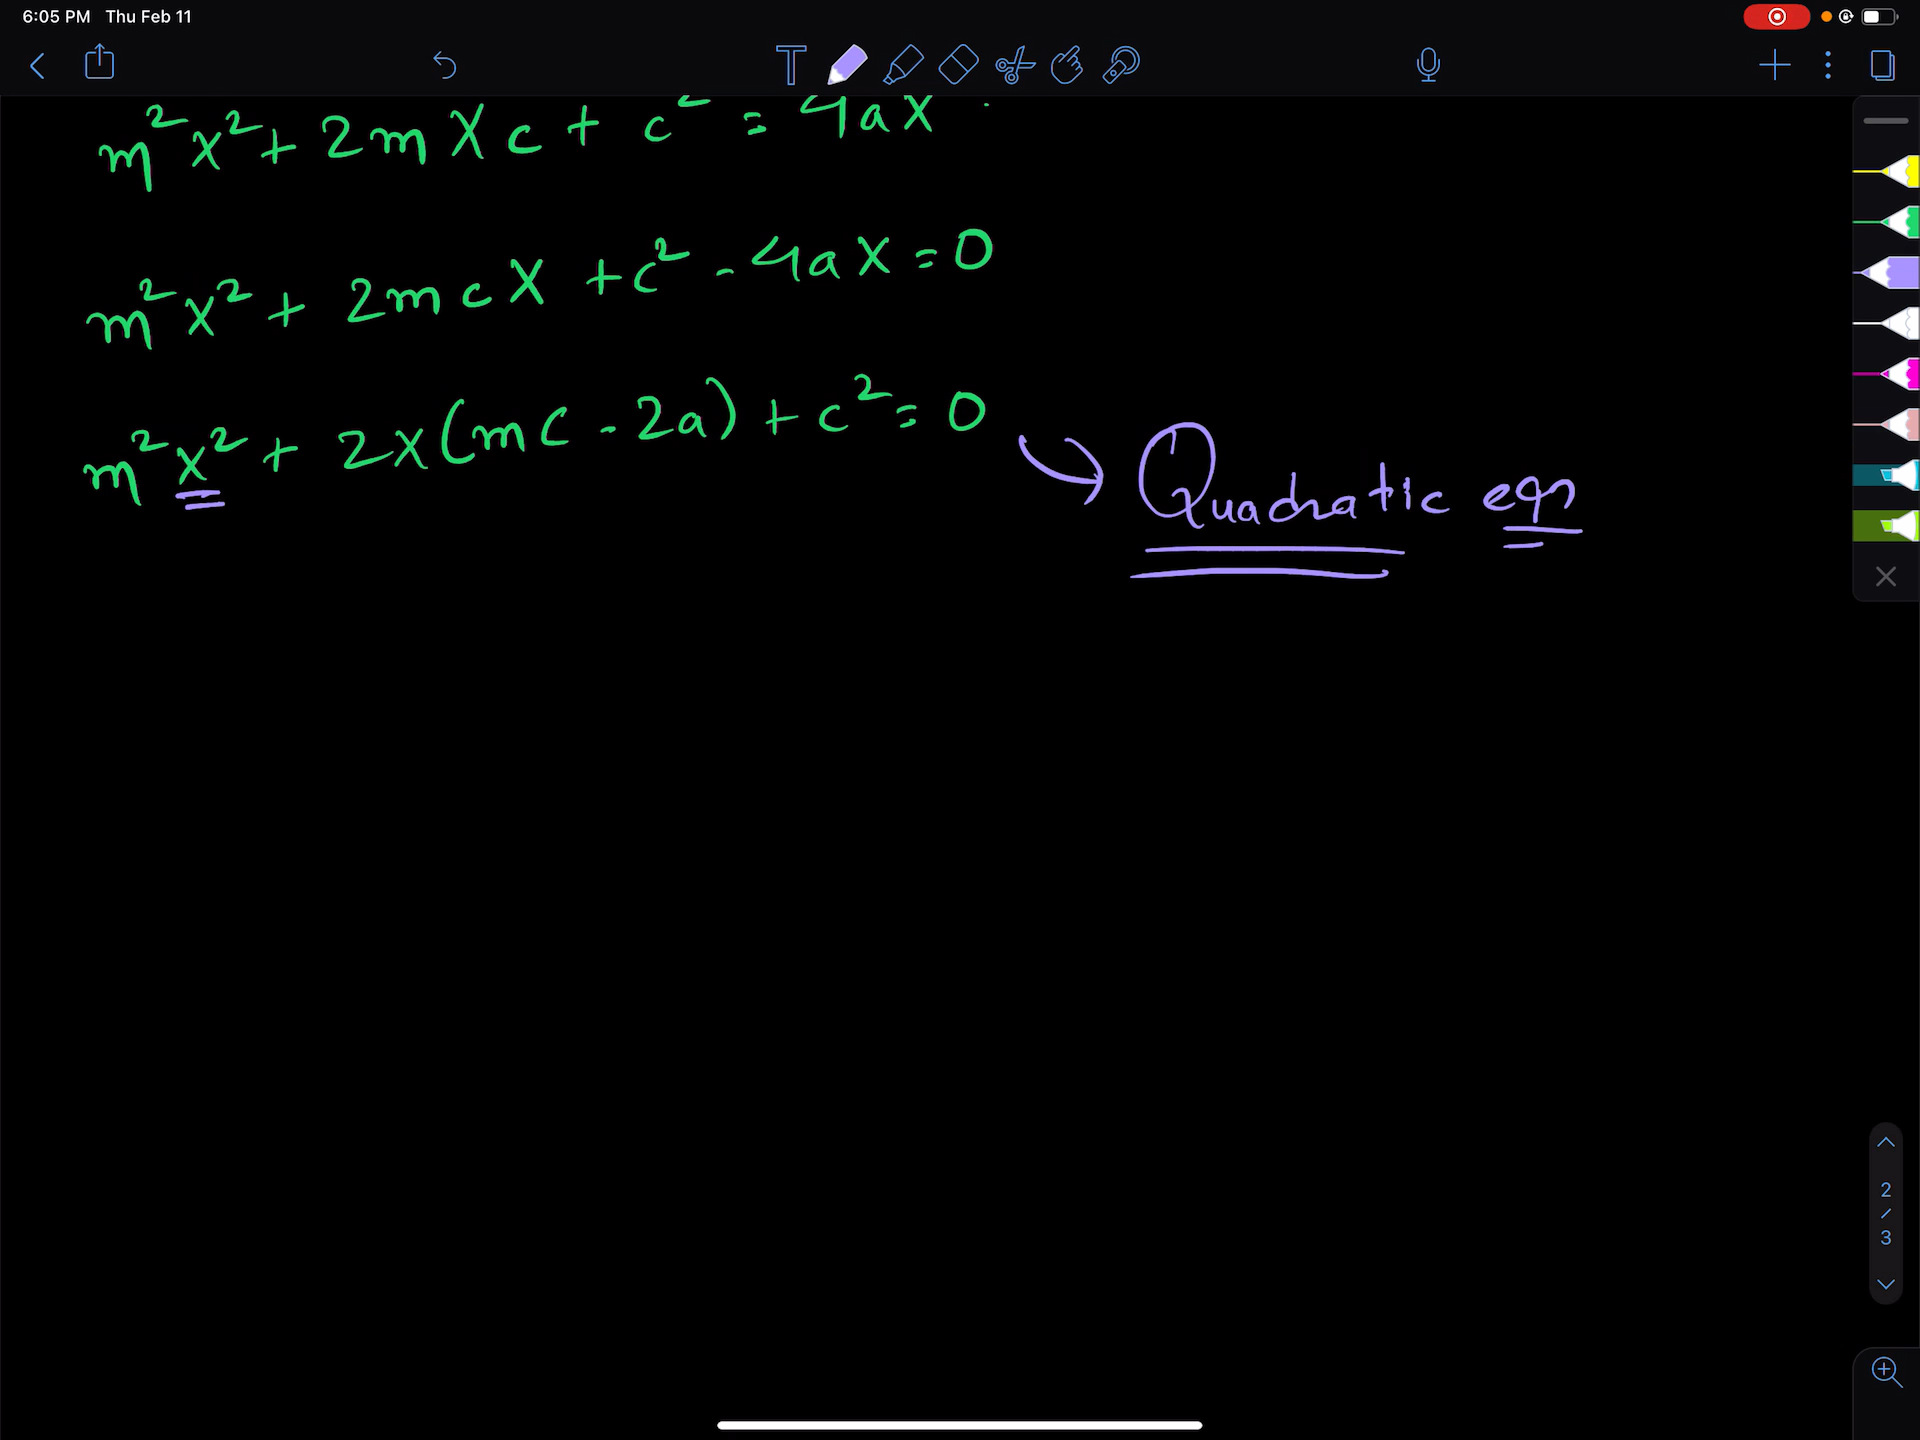 6:05 PM Thu Feb 11
m²x² + 2mxc + c² = 4ax
m²x² + 2mcx + c² - 4ax = 0
m²x² + 2x(mc - 2a) + c² = 0
Quadratic eqn
2
/
3